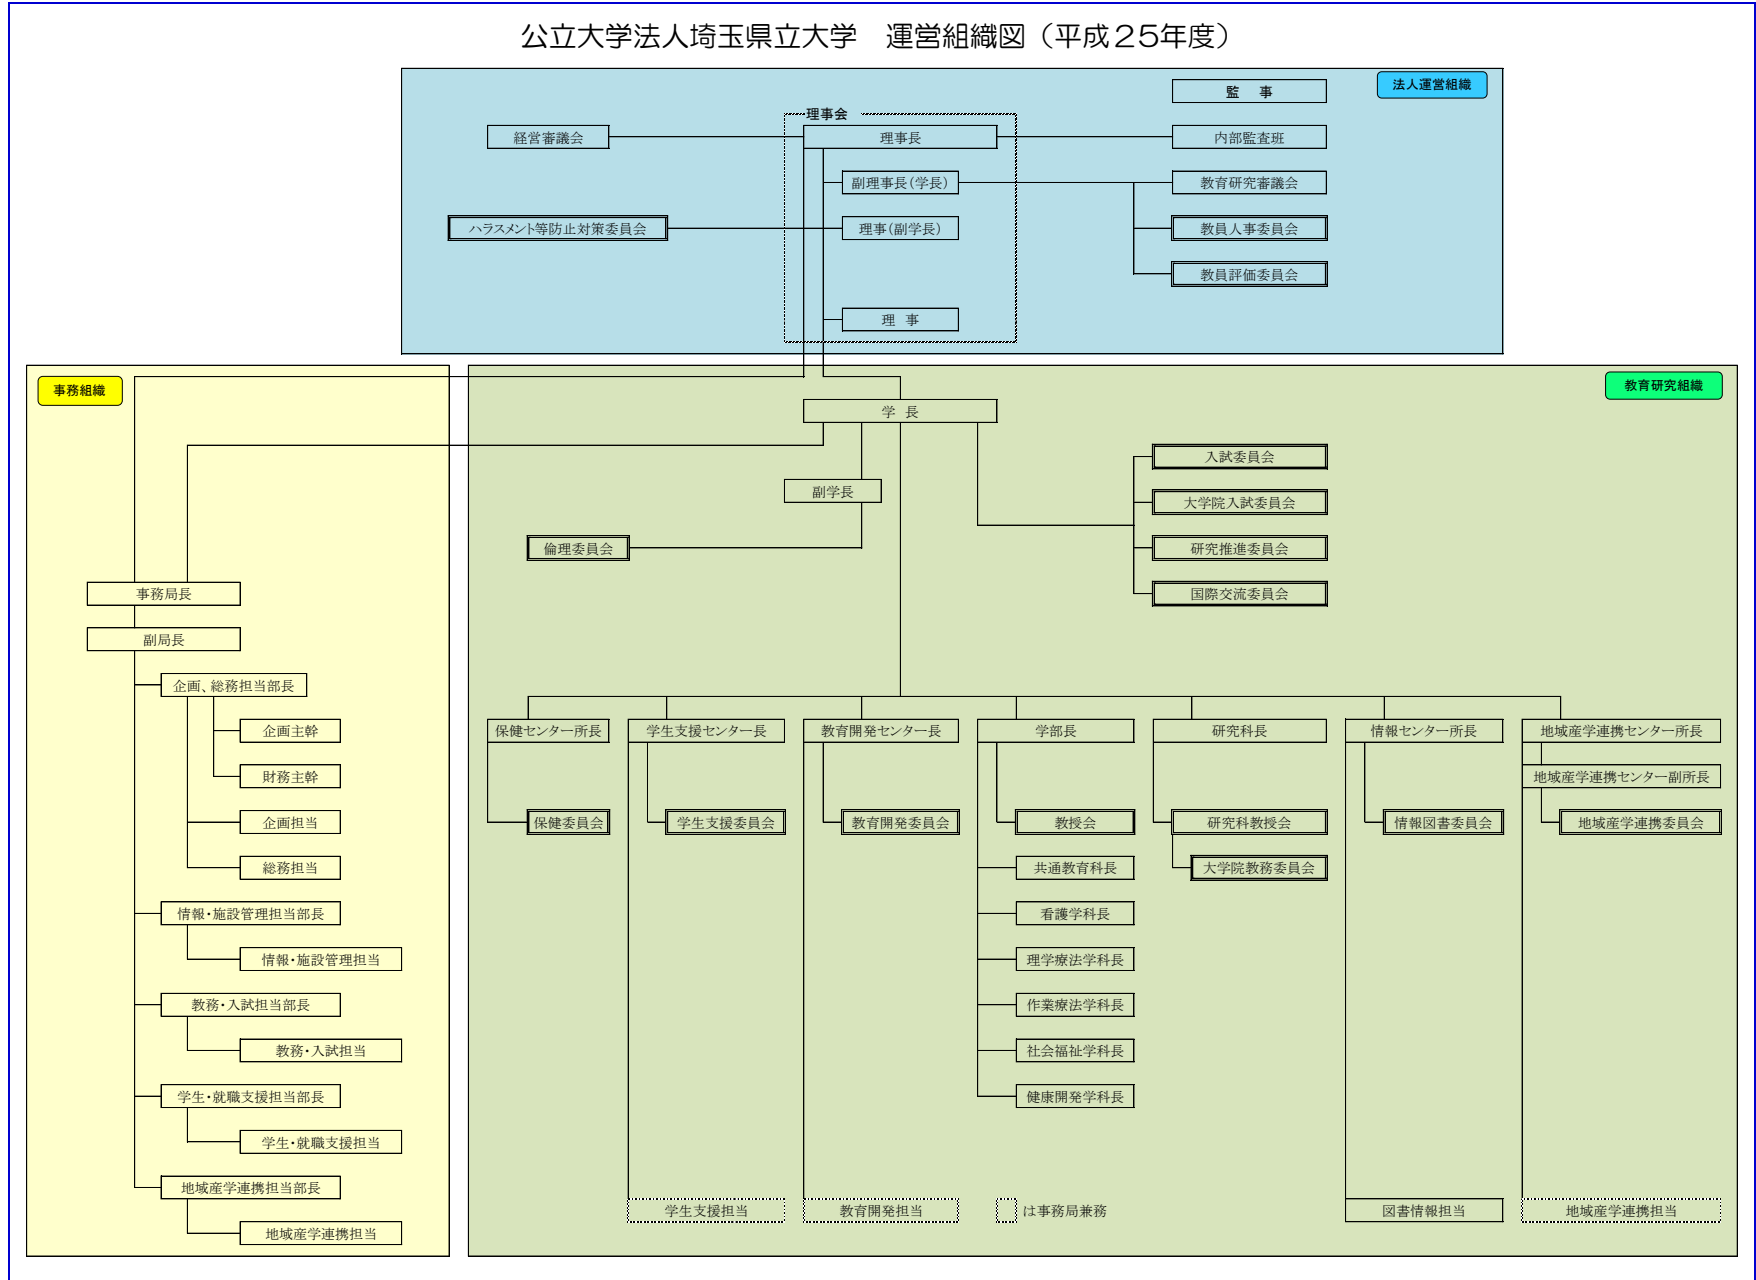 公立大学法人埼玉県立大学　運営組織図（平成２５年度）
法人運営組織
監　事
理事会
経営審議会
理事長
内部監査班
副理事長（学長）
教育研究審議会
ハラスメント等防止対策委員会
理事（副学長）
教員人事委員会
教員評価委員会
理　事
事務組織
教育研究組織
学　長
入試委員会
副学長
大学院入試委員会
倫理委員会
研究推進委員会
事務局長
国際交流委員会
副局長
企画、総務担当部長
企画主幹
財務主幹
企画担当
総務担当
情報・施設管理担当部長
情報・施設管理担当
教務・入試担当部長
教務・入試担当
学生・就職支援担当部長
学生・就職支援担当
地域産学連携担当部長
地域産学連携担当
保健センター所長
学生支援センター長
教育開発センター長
学部長
研究科長
情報センター所長
地域産学連携センター所長
地域産学連携センター副所長
保健委員会
学生支援委員会
教育開発委員会
教授会
研究科教授会
情報図書委員会
地域産学連携委員会
共通教育科長
大学院教務委員会
看護学科長
理学療法学科長
作業療法学科長
社会福祉学科長
健康開発学科長
学生支援担当
教育開発担当
は事務局兼務
図書情報担当
地域産学連携担当